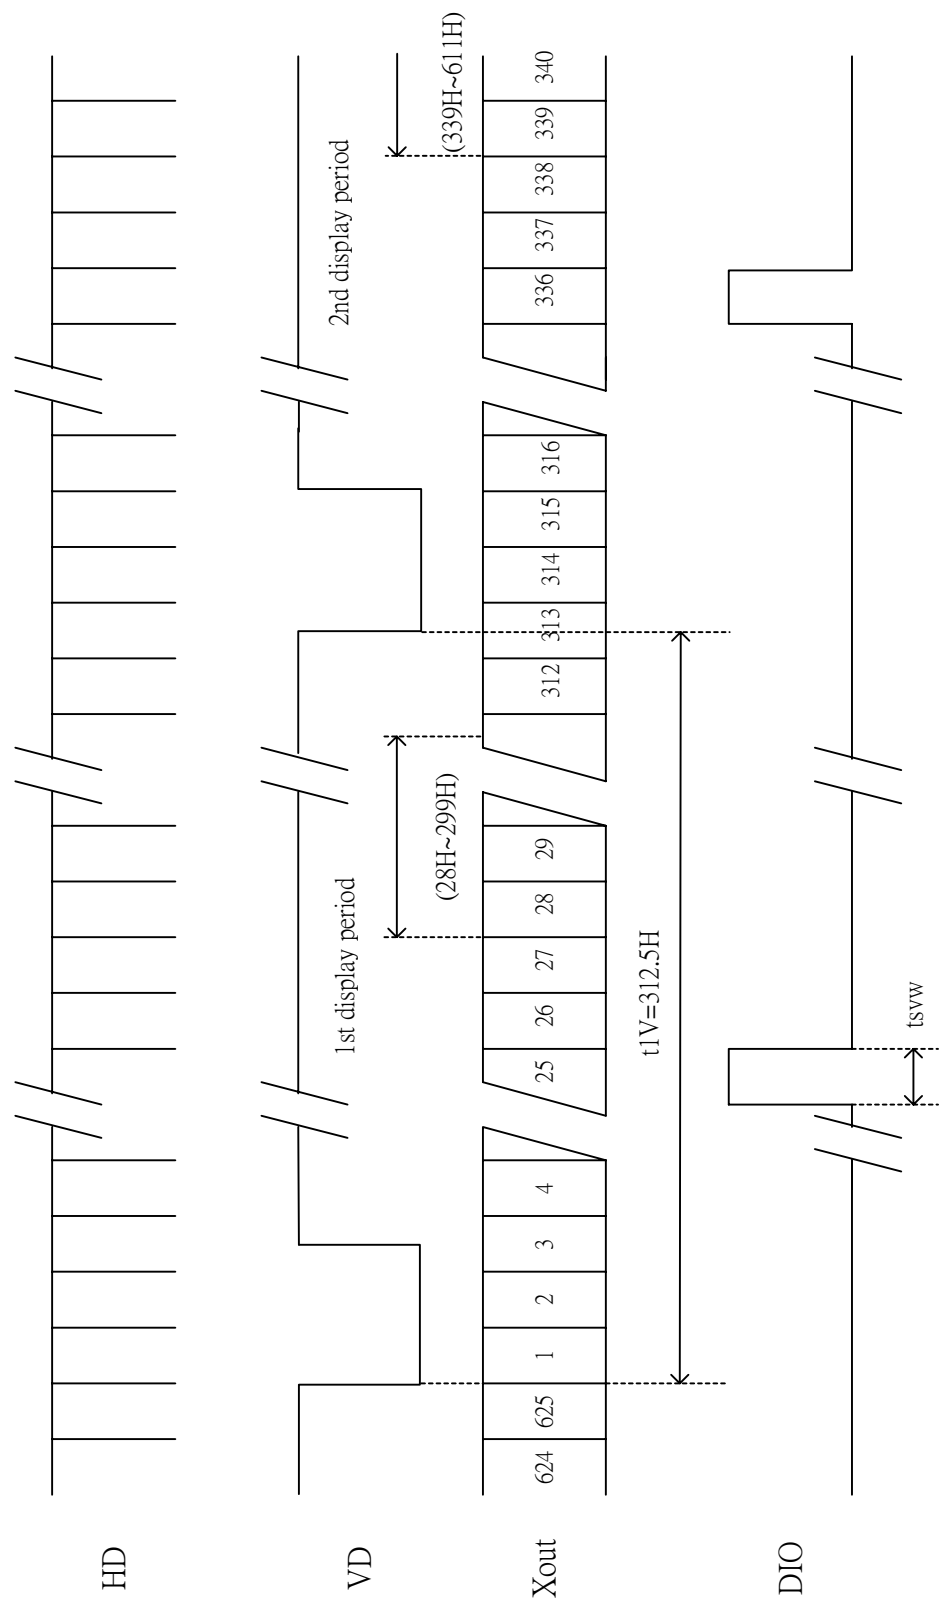 HD
VD
1st display period
2nd display period
(28H~299H)
(339H~611H)
Xout
624
625
1
2
3
4
25
26
27
28
29
312
313
314
315
316
336
337
338
339
340
t1V=312.5H
DIO
tsvw